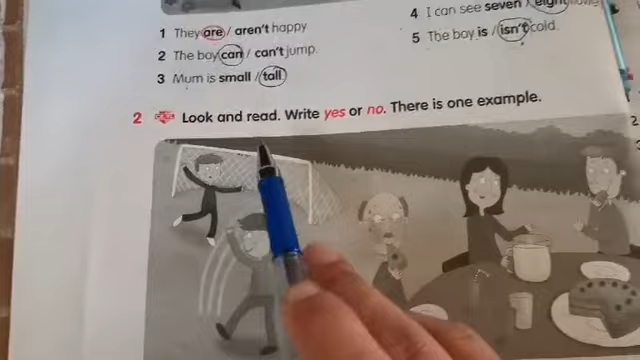 1 They are / aren't happy
2 The boy can / can't jump.
3 Mum is small / tall
4 I can see seven / eight
5 The boy is / isn't cold.
2 Look and read. Write yes or no. There is one example.
2